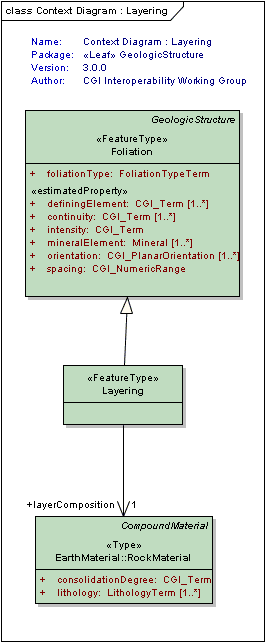 class Context Diagram : Layering
Name: Context Diagram : Layering
Package: «Leaf» GeologicStructure
Version: 3.0.0
Author: CGI Interoperability Working Group
GeologicStructure
«FeatureType»
Foliation
+ foliationType: FoliationTypeTerm
«estimatedProperty»
+ definingElement: CGI_Term [1..*]
+ continuity: CGI_Term [1..*]
+ intensity: CGI_Term
+ mineralElement: Mineral [1..*]
+ orientation: CGI_PlanarOrientation [1..*]
+ spacing: CGI_NumericRange
«FeatureType»
Layering
+layerComposition 1
CompoundMaterial
«Type»
EarthMaterial::RockMaterial
+ consolidationDegree: CGI_Term
+ lithology: LithologyTerm [1..*]